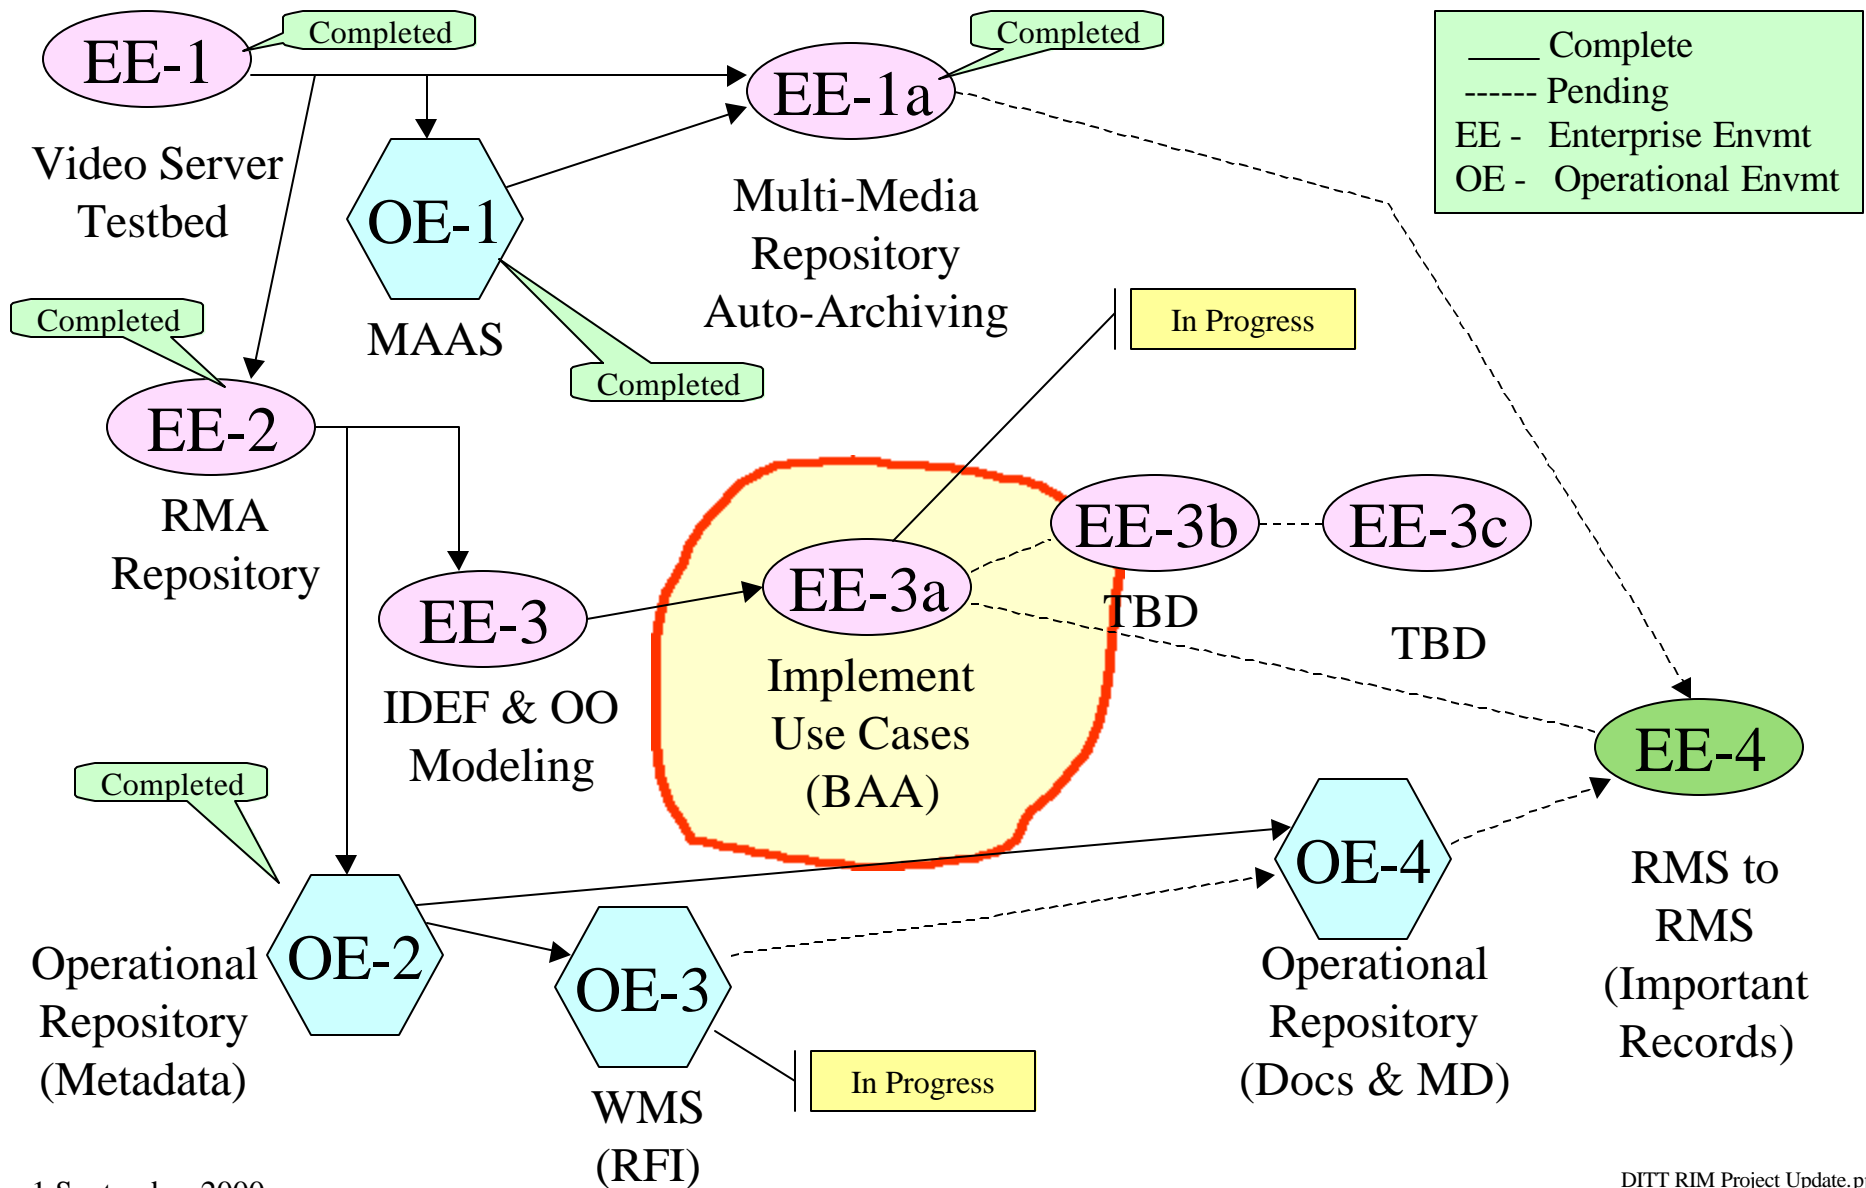 EE-1
Completed
EE-1a
Completed
____ Complete
------ Pending
EE - Enterprise Envmt
OE - Operational Envmt
Video Server
Testbed
OE-1
MAAS
Completed
Multi-Media
Repository
Auto-Archiving
In Progress
Completed
EE-2
RMA
Repository
EE-3
IDEF & OO
Modeling
EE-3a
Implement
Use Cases
(BAA)
EE-3b
TBD
EE-3c
TBD
EE-4
RMS to
RMS
(Important
Records)
Completed
OE-2
Operational
Repository
(Metadata)
OE-3
WMS
(RFI)
In Progress
OE-4
Operational
Repository
(Docs & MD)
1 September 2000
DITT RIM Project Update.p